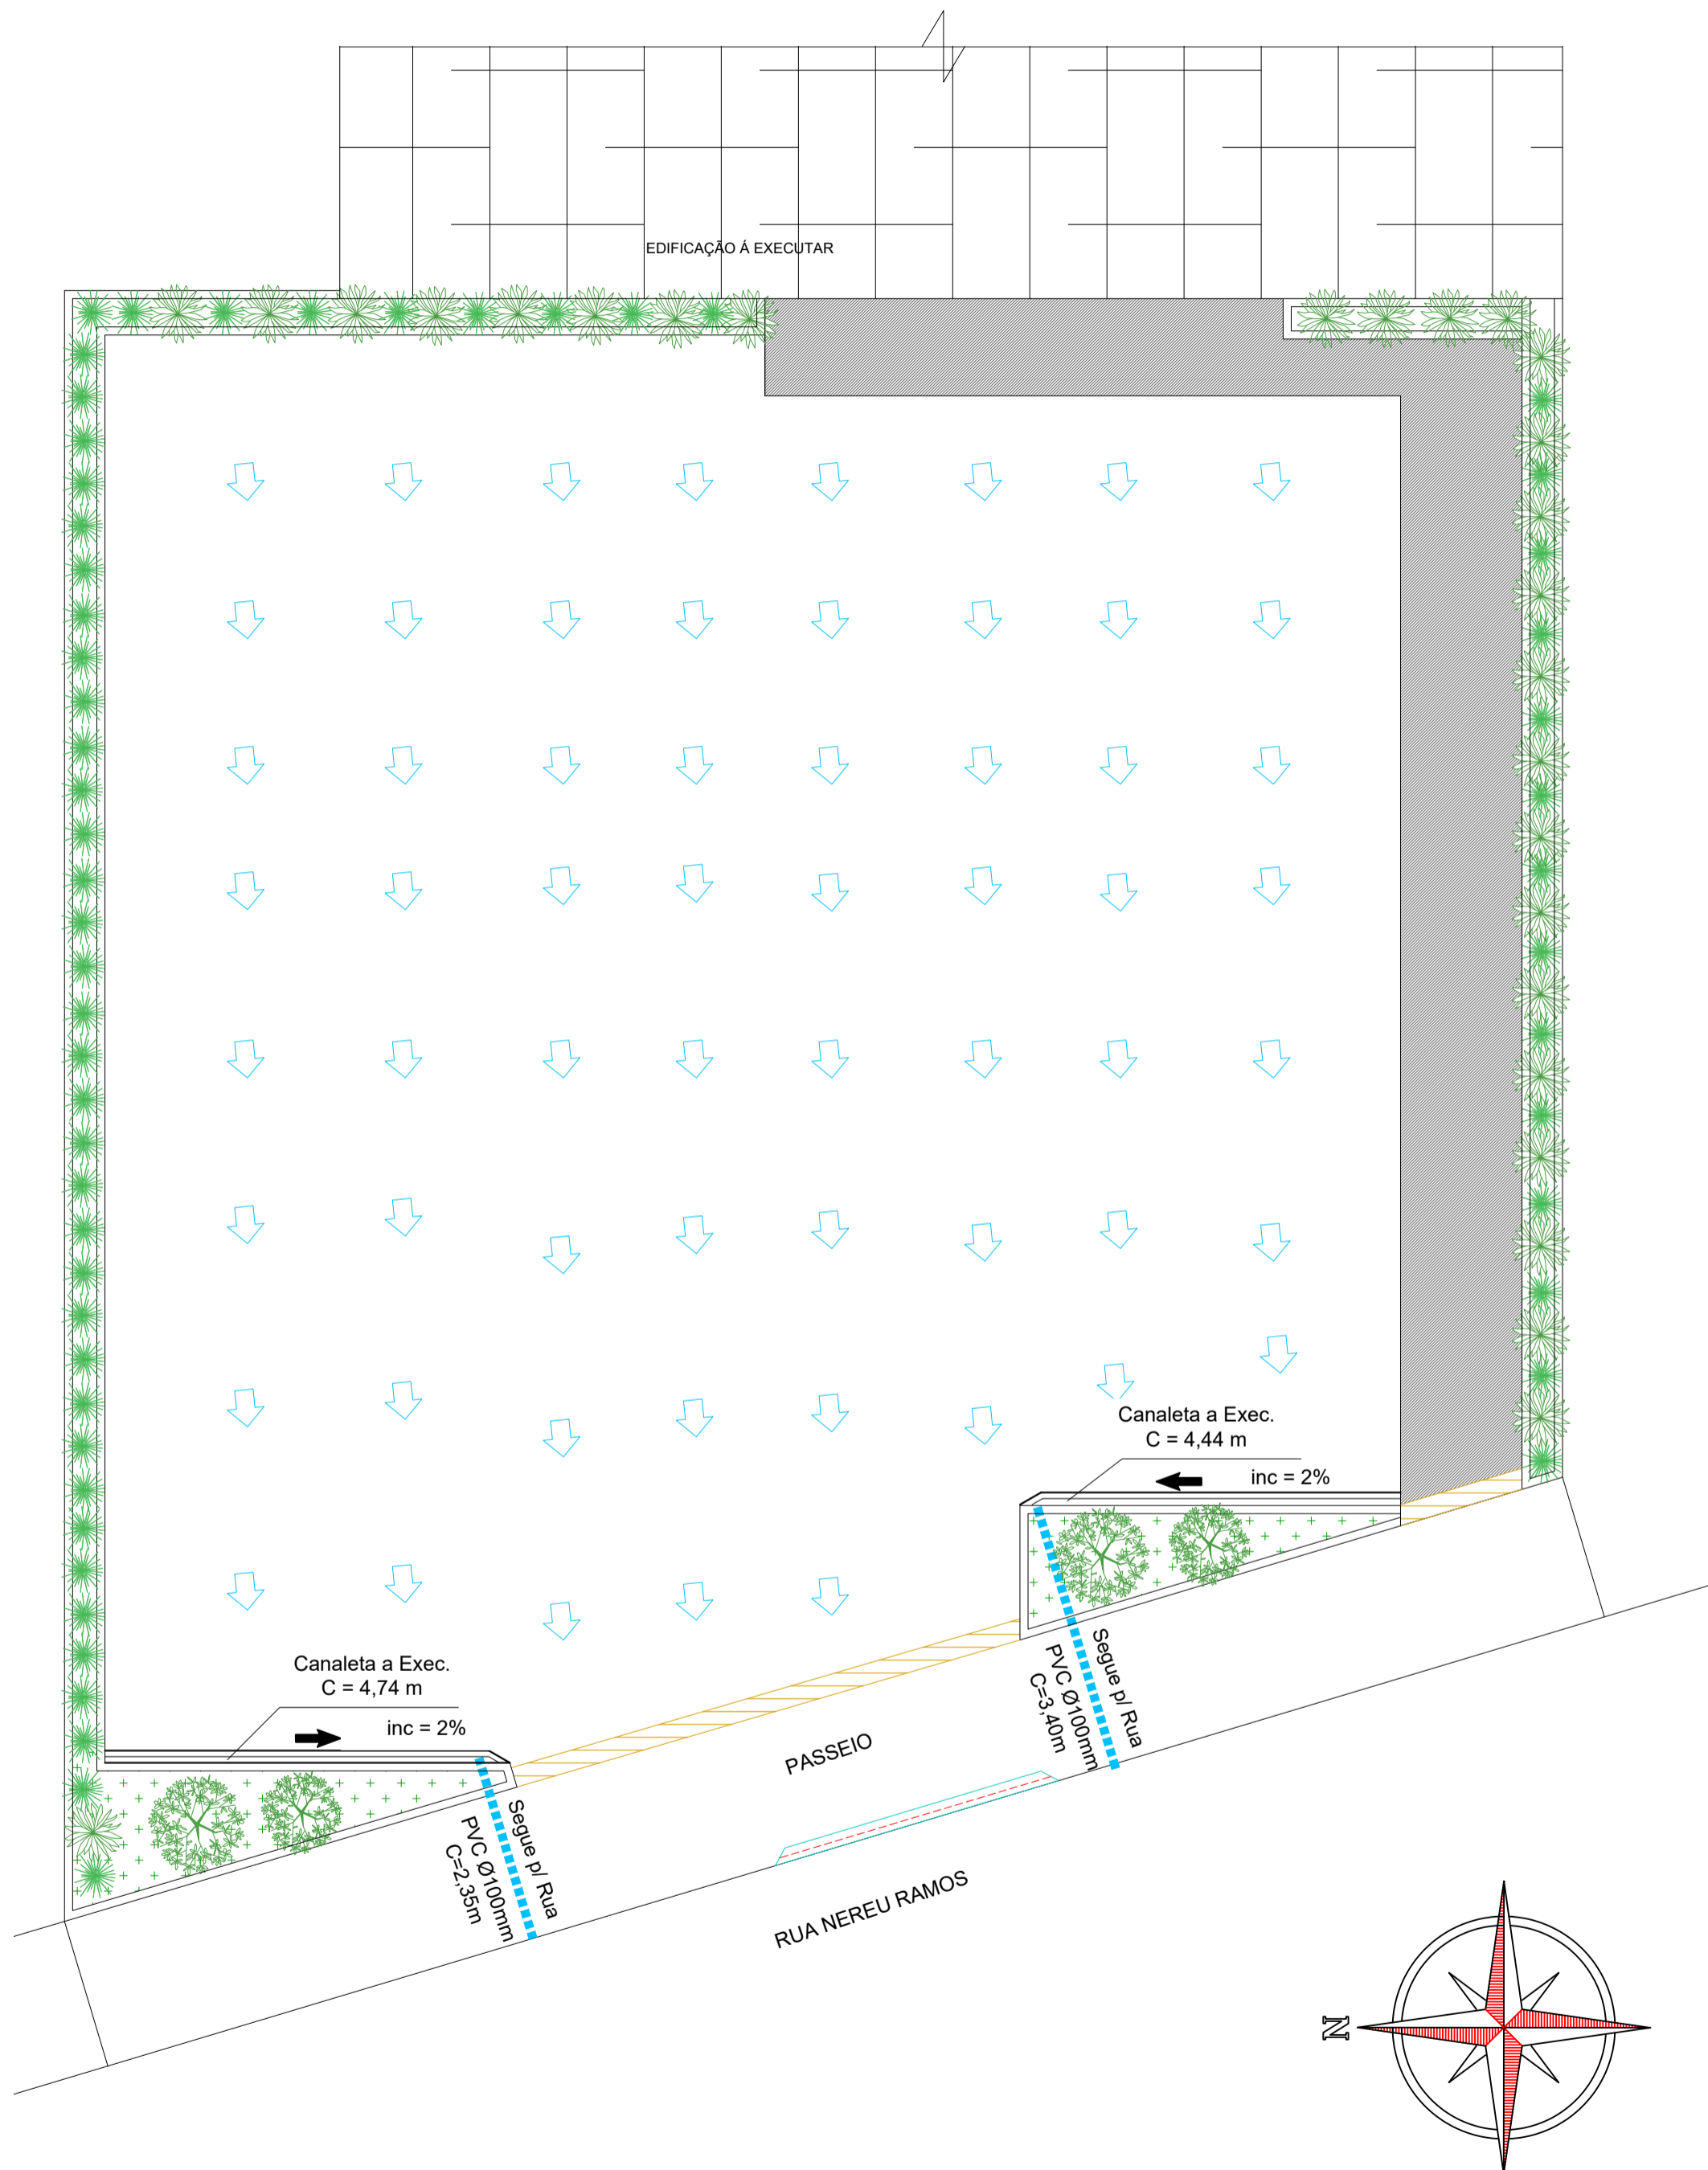 EDIFICAÇÃO Á EXECUTAR
Canaleta a Exec.
C = 4,44 m
inc = 2%
Canaleta a Exec.
C = 4,74 m
inc = 2%
Segue p/ Rua
PVC Ø100mm
C=3,40m
PASSEIO
Segue p/ Rua
PVC Ø100mm
C=2,35m
RUA NEREU RAMOS
N